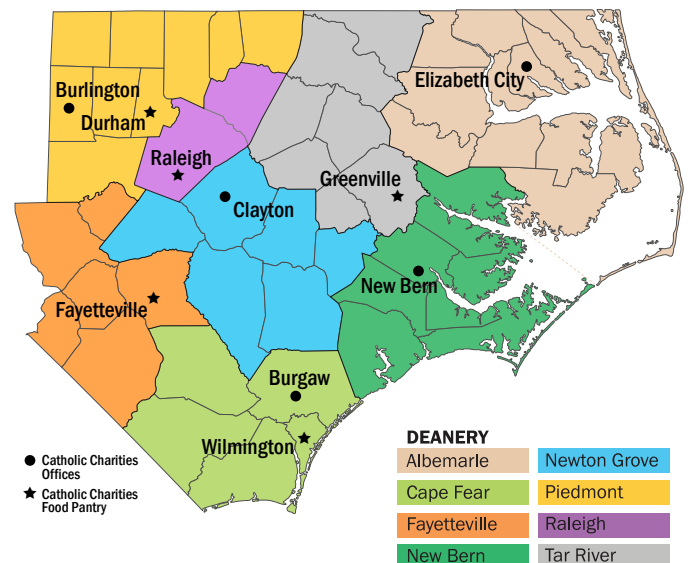 Elizabeth City
Burlington
Durham
Raleigh
Greenville
Clayton
New Bern
Fayetteville
Burgaw
Wilmington
Catholic Charities
Offices
Catholic Charities
Food Pantry
DEANERY
Albemarle
Newton Grove
Cape Fear
Piedmont
Fayetteville
Raleigh
New Bern
Tar River